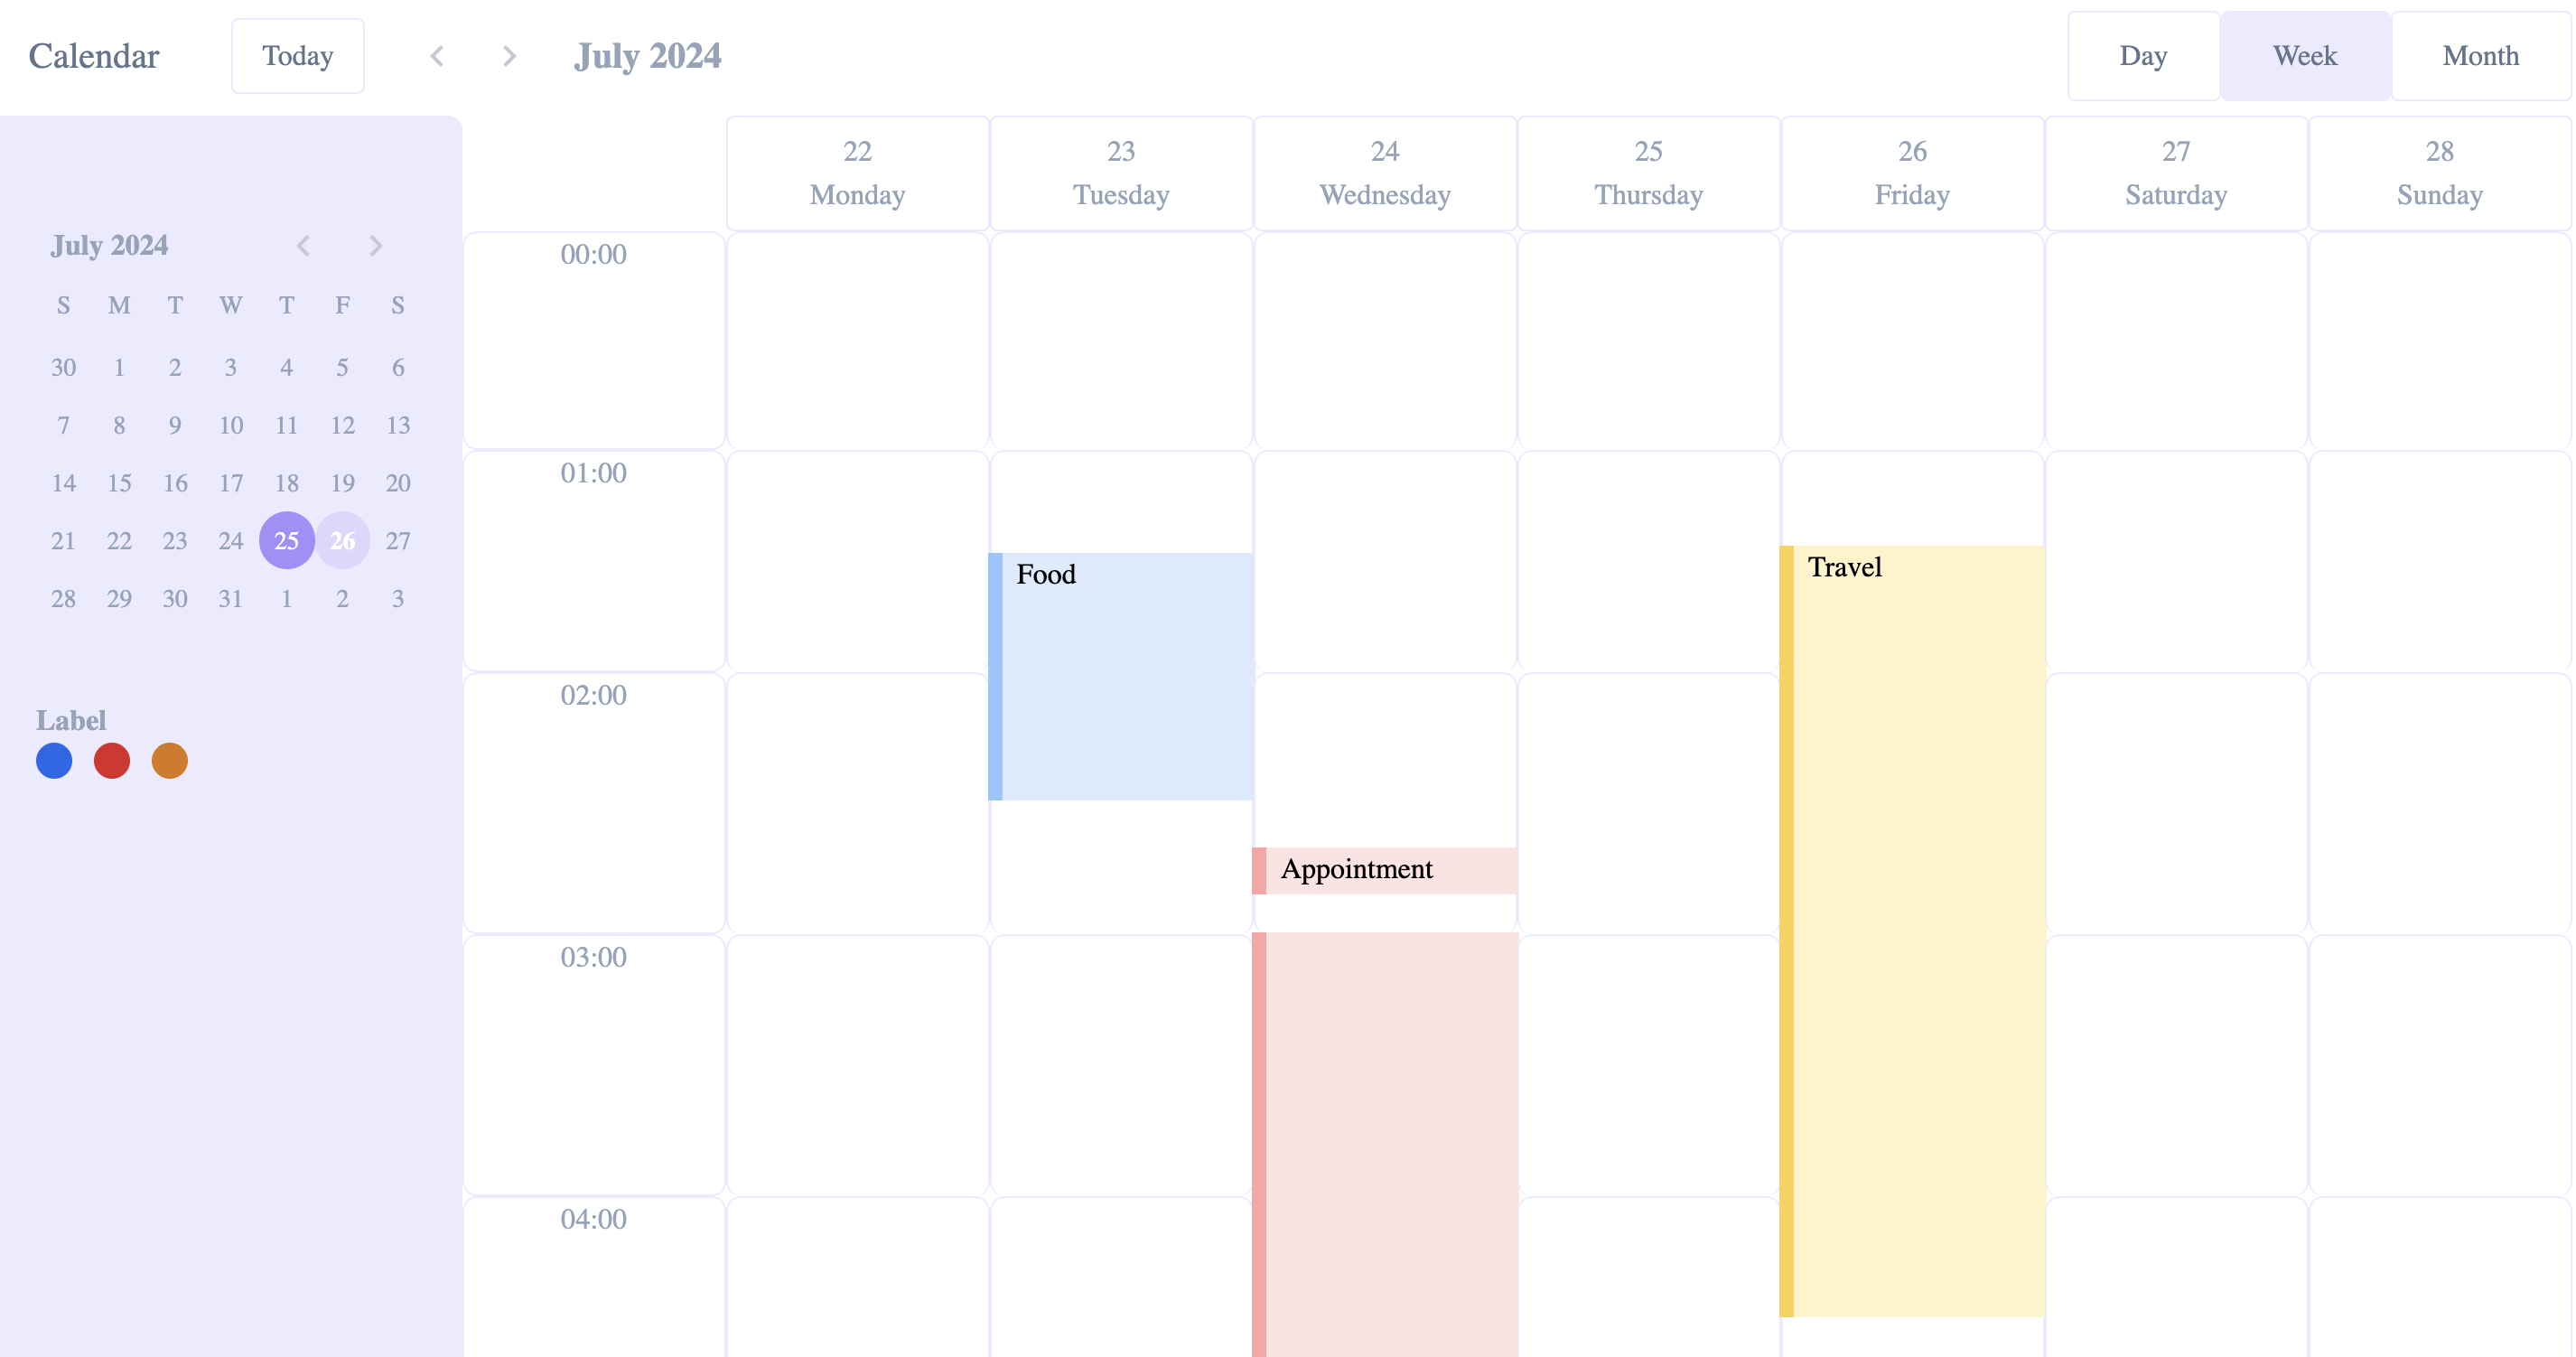 Calendar Today July 2024 Day Week Month
22 23 24 25 26 27 28
Monday Tuesday Wednesday Thursday Friday Saturday Sunday
July 2024
S M T W T F S
30 1 2 3 4 5 6
7 8 9 10 11 12 13
14 15 16 17 18 19 20
21 22 23 24 25 26 27
28 29 30 31 1 2 3
Label
00:00
01:00
Travel
Food
02:00
Appointment
03:00
04:00